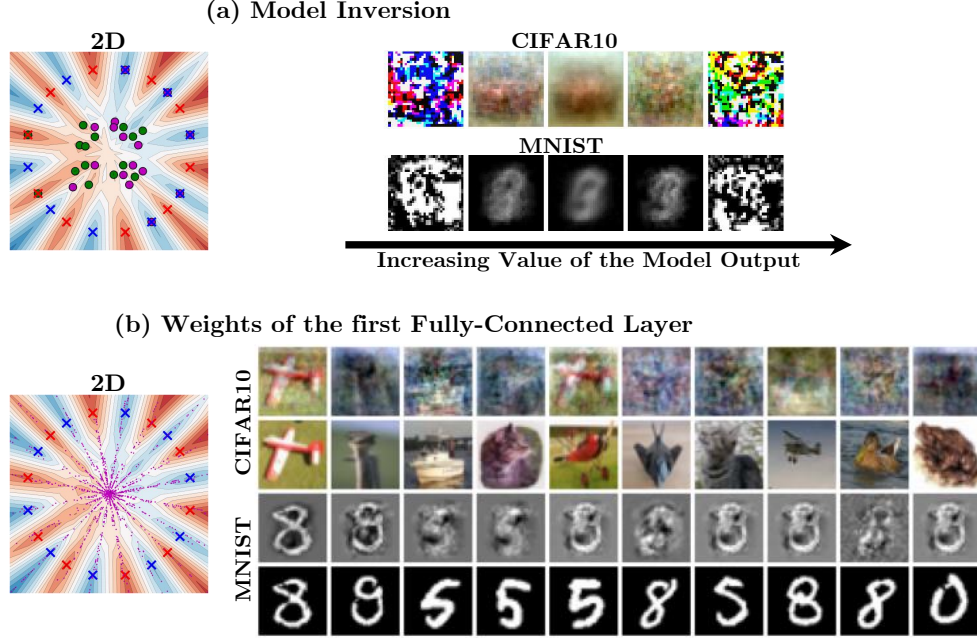 (a) Model Inversion
2D
CIFAR10
MNIST
Increasing Value of the Model Output
(b) Weights of the first Fully-Connected Layer
2D
CIFAR10
MNIST